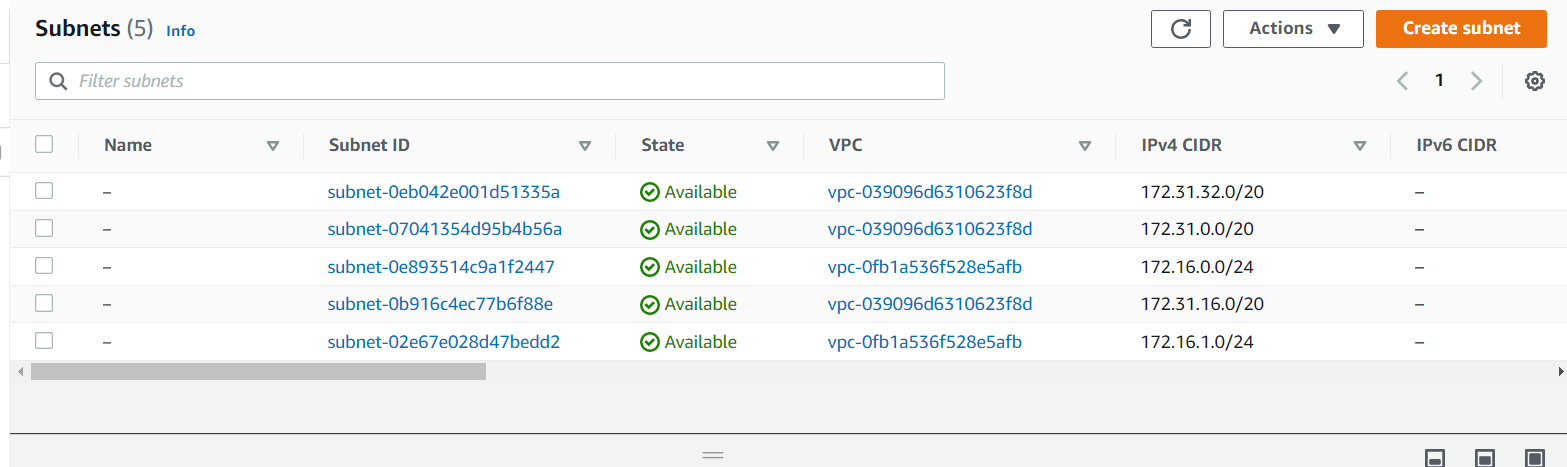 Subnets (5) Info
Actions
Create subnet
Filter subnets
1
Name Subnet ID State VPC IPv4 CIDR IPv6 CIDR
– subnet-0eb042e001d51335a Available vpc-039096d6310623f8d 172.31.32.0/20 –
– subnet-07041354d95b4b56a Available vpc-039096d6310623f8d 172.31.0.0/20 –
– subnet-0e893514c9a1f2447 Available vpc-0fb1a536f528e5afb 172.16.0.0/24 –
– subnet-0b916c4ec77b6f88e Available vpc-039096d6310623f8d 172.31.16.0/20 –
– subnet-02e67e028d47bedd2 Available vpc-0fb1a536f528e5afb 172.16.1.0/24 –